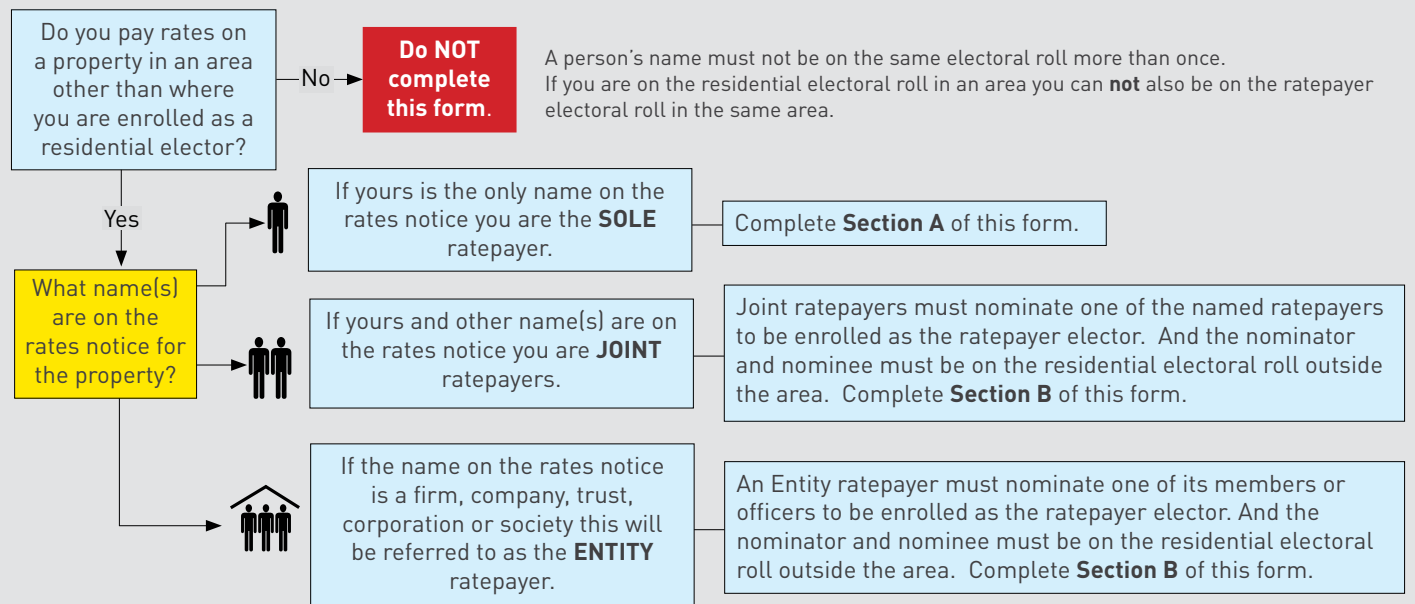 Do you pay rates on
a property in an area
other than where
you are enrolled as a
residential elector?
No
Do NOT
complete
this form.
A person’s name must not be on the same electoral roll more than once.
If you are on the residential electoral roll in an area you can not also be on the ratepayer
electoral roll in the same area.
Yes
If yours is the only name on the
rates notice you are the SOLE
ratepayer.
Complete Section A of this form.
What name(s)
are on the
rates notice for
the property?
If yours and other name(s) are on
the rates notice you are JOINT
ratepayers.
Joint ratepayers must nominate one of the named ratepayers
to be enrolled as the ratepayer elector. And the nominator
and nominee must be on the residential electoral roll outside
the area. Complete Section B of this form.
If the name on the rates notice
is a firm, company, trust,
corporation or society this will
be referred to as the ENTITY
ratepayer.
An Entity ratepayer must nominate one of its members or
officers to be enrolled as the ratepayer elector. And the
nominator and nominee must be on the residential electoral
roll outside the area. Complete Section B of this form.